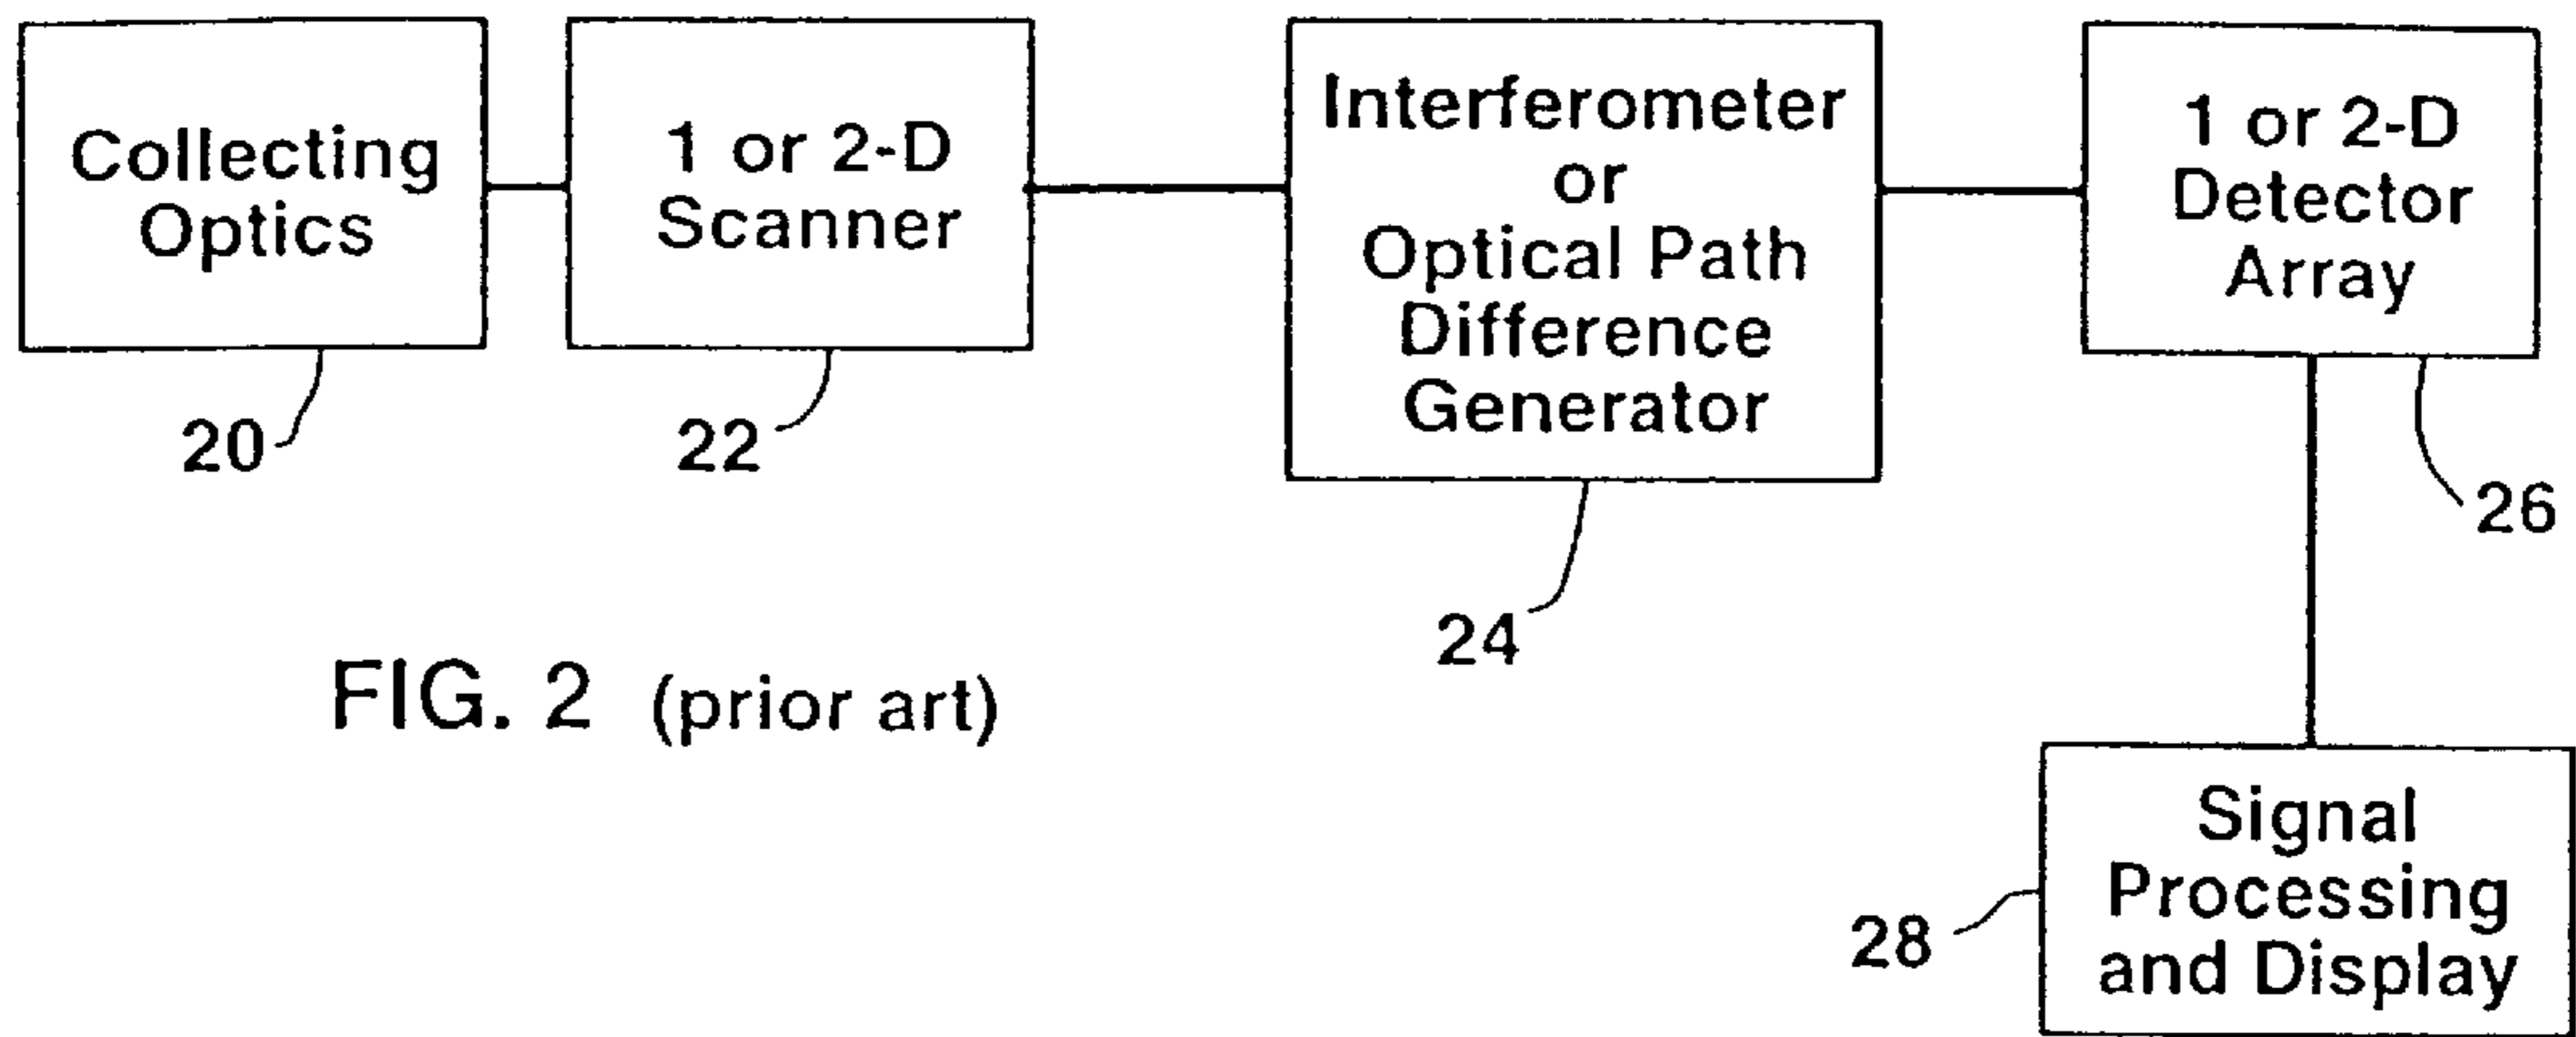 Collecting
Optics
20
1 or 2-D
Scanner
22
Interferometer
or
Optical Path
Difference
Generator
24
1 or 2-D
Detector
Array
26
Signal
Processing
and Display
28
FIG. 2 (prior art)